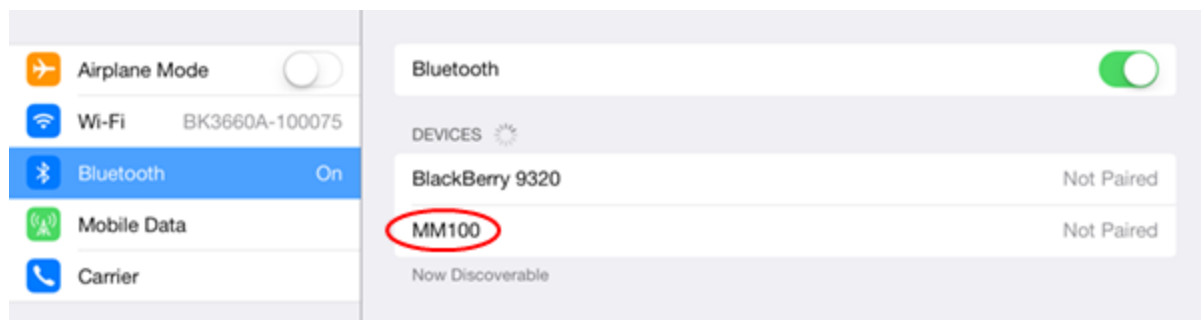 Airplane Mode
Wi-Fi BK3660A-100075
Bluetooth On
Mobile Data
Carrier
Bluetooth
DEVICES
BlackBerry 9320 Not Paired
MM100 Not Paired
Now Discoverable